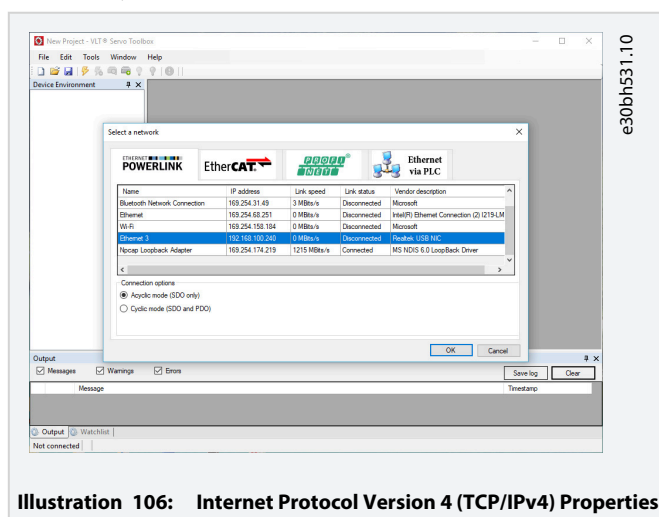 New Project - VLT® Servo Toolbox
File Edit Tools Window Help
Device Environment
Select a network
ETHERNET
POWERLINK
EtherCAT.
PROFI
NET
Ethernet
via PLC
Name IP address Link speed Link status Vendor description
Bluetooth Network Connection 169.254.31.49 3 MBits/s Disconnected Microsoft
Ethernet 169.254.68.251 0 MBits/s Disconnected Intel(R) Ethernet Connection (2) I219-LM
Wi-Fi 169.254.158.184 0 MBits/s Disconnected Microsoft
Ethernet 3 192.168.100.240 0 MBits/s Disconnected Realtek USB NIC
Npcap Loopback Adapter 169.254.174.219 1215 MBits/s Connected MS NDIS 6.0 LoopBack Driver
Connection options
Acyclic mode (SDO only)
Cyclic mode (SDO and PDO)
OK Cancel
Output
Messages Warnings Errors Save log Clear
Message Timestamp
Output Watchlist
Not connected
e30bh531.10
Illustration 106: Internet Protocol Version 4 (TCP/IPv4) Properties